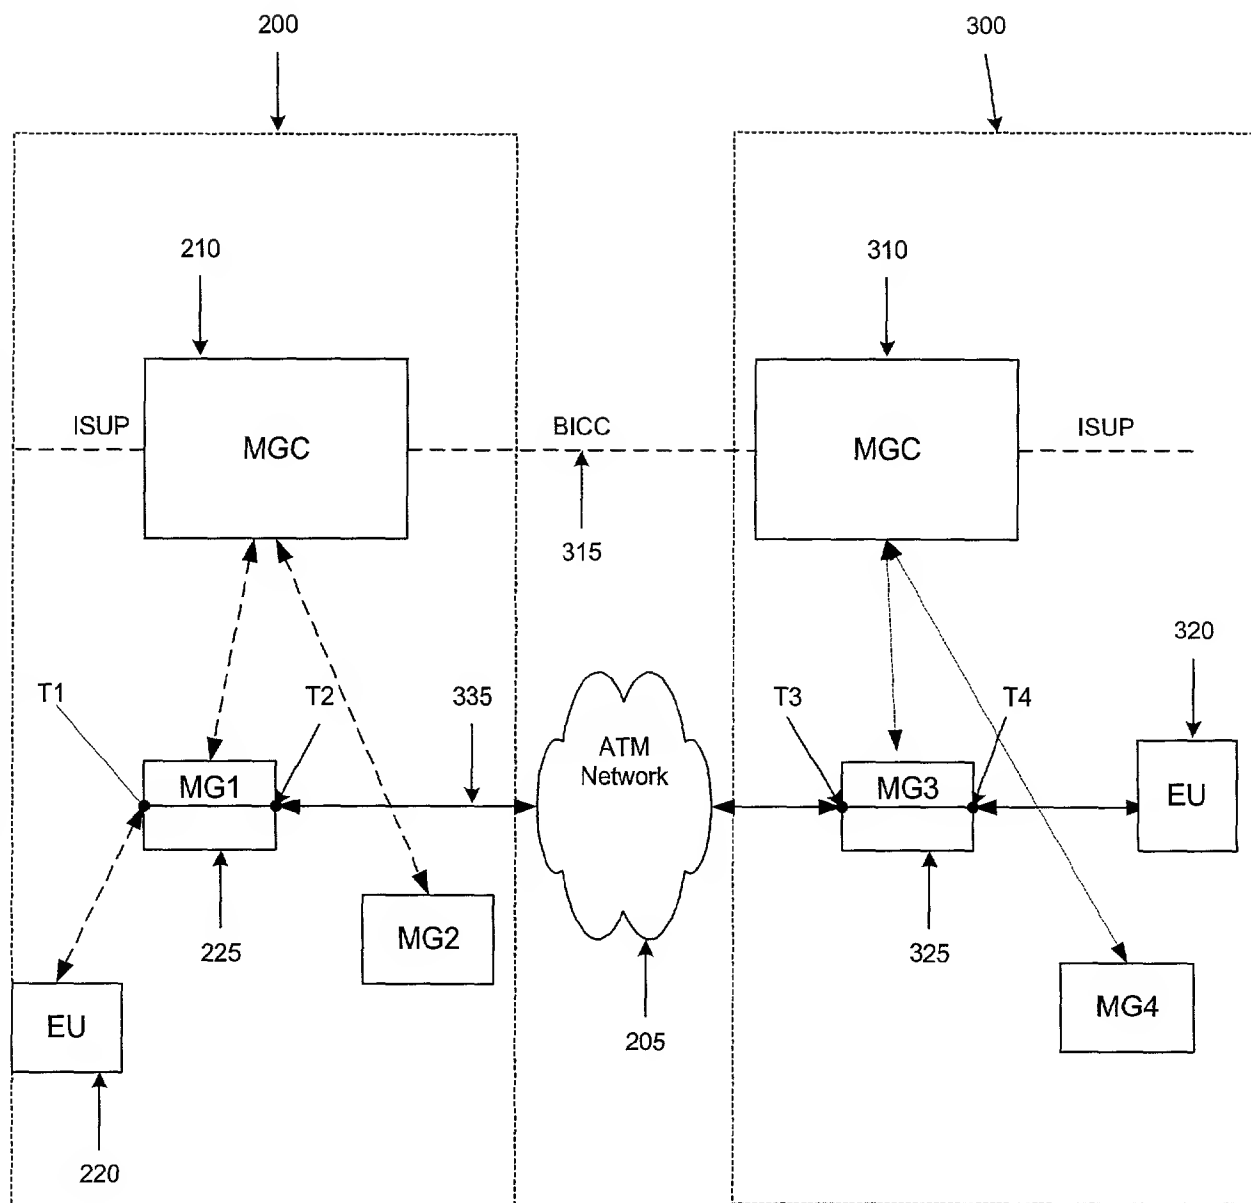 200
300
210
310
ISUP
MGC
BICC
MGC
ISUP
315
320
T1
T2
335
T3
T4
ATM
Network
MG1
MG3
EU
225
MG2
325
EU
205
MG4
220